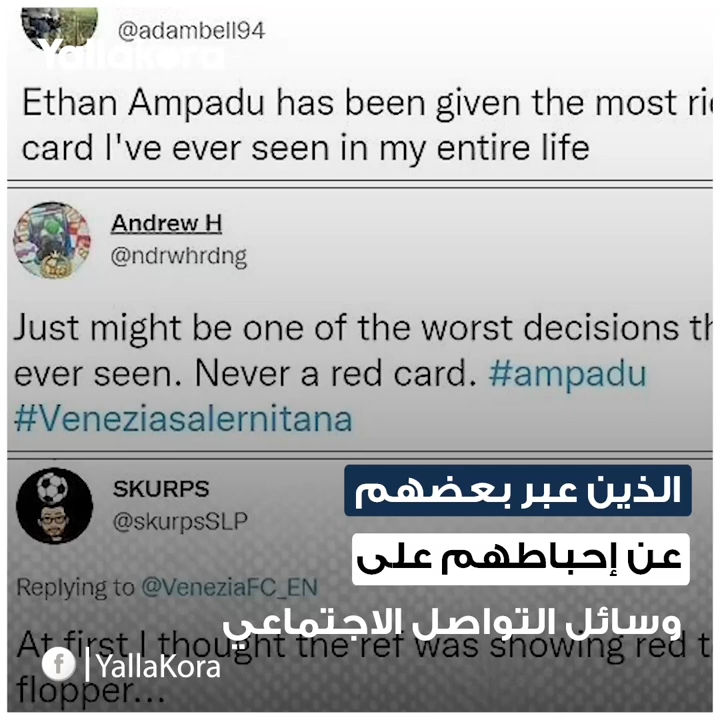 @adambell94
YallaKora
Ethan Ampadu has been given the most
card I've ever seen in my entire life
Andrew H
@ndrwhrdng
Just might be one of the worst decisions
ever seen. Never a red card. #ampadu
#Veneziasalernitana
SKURPS
@skurpsSLP
الذين عبر بعضهم
عن إحباطهم على
Replying to @VeneziaFC_EN
وسائل التواصل الاجتماعي
At first I thought the ref was showing red
YallaKora
flopper...